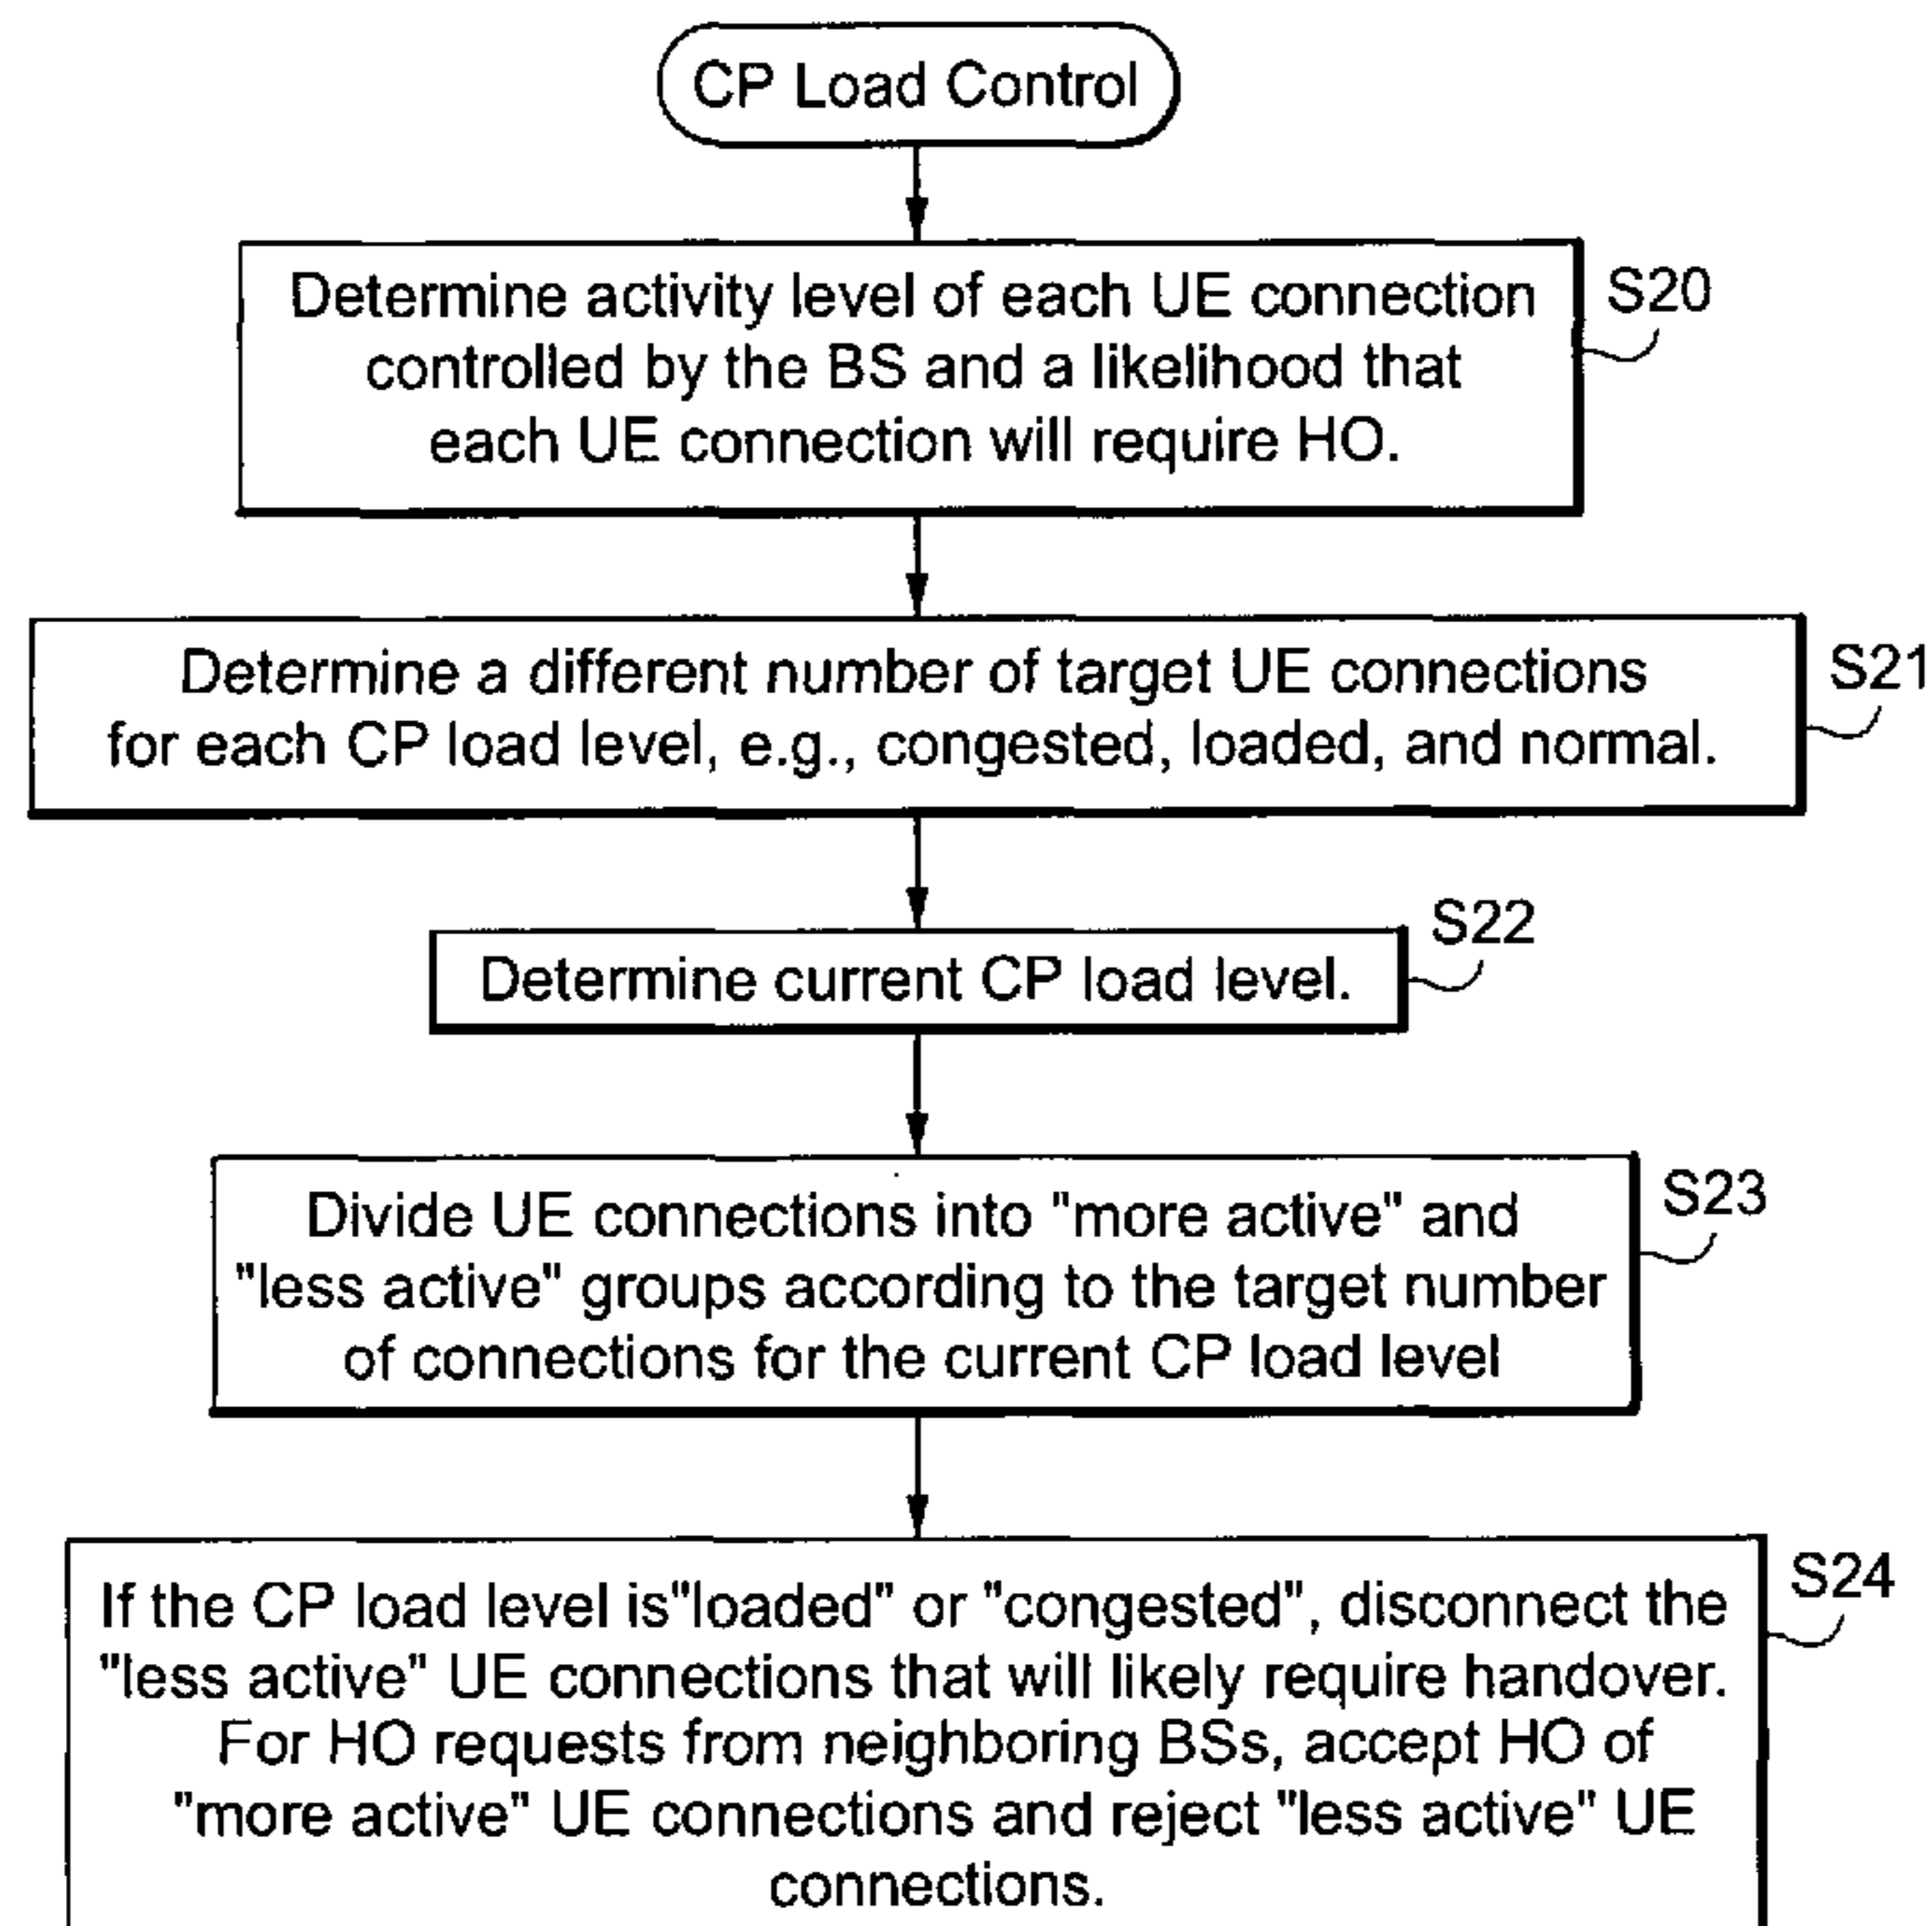 CP Load Control
Determine activity level of each UE connection
controlled by the BS and a likelihood that
each UE connection will require HO.
S20
Determine a different number of target UE connections
for each CP load level, e.g., congested, loaded, and normal.
S21
Determine current CP load level.
S22
Divide UE connections into "more active" and
"less active" groups according to the target number
of connections for the current CP load level
S23
If the CP load level is"loaded" or "congested", disconnect the
"less active" UE connections that will likely require handover.
For HO requests from neighboring BSs, accept HO of
"more active" UE connections and reject "less active" UE
connections.
S24